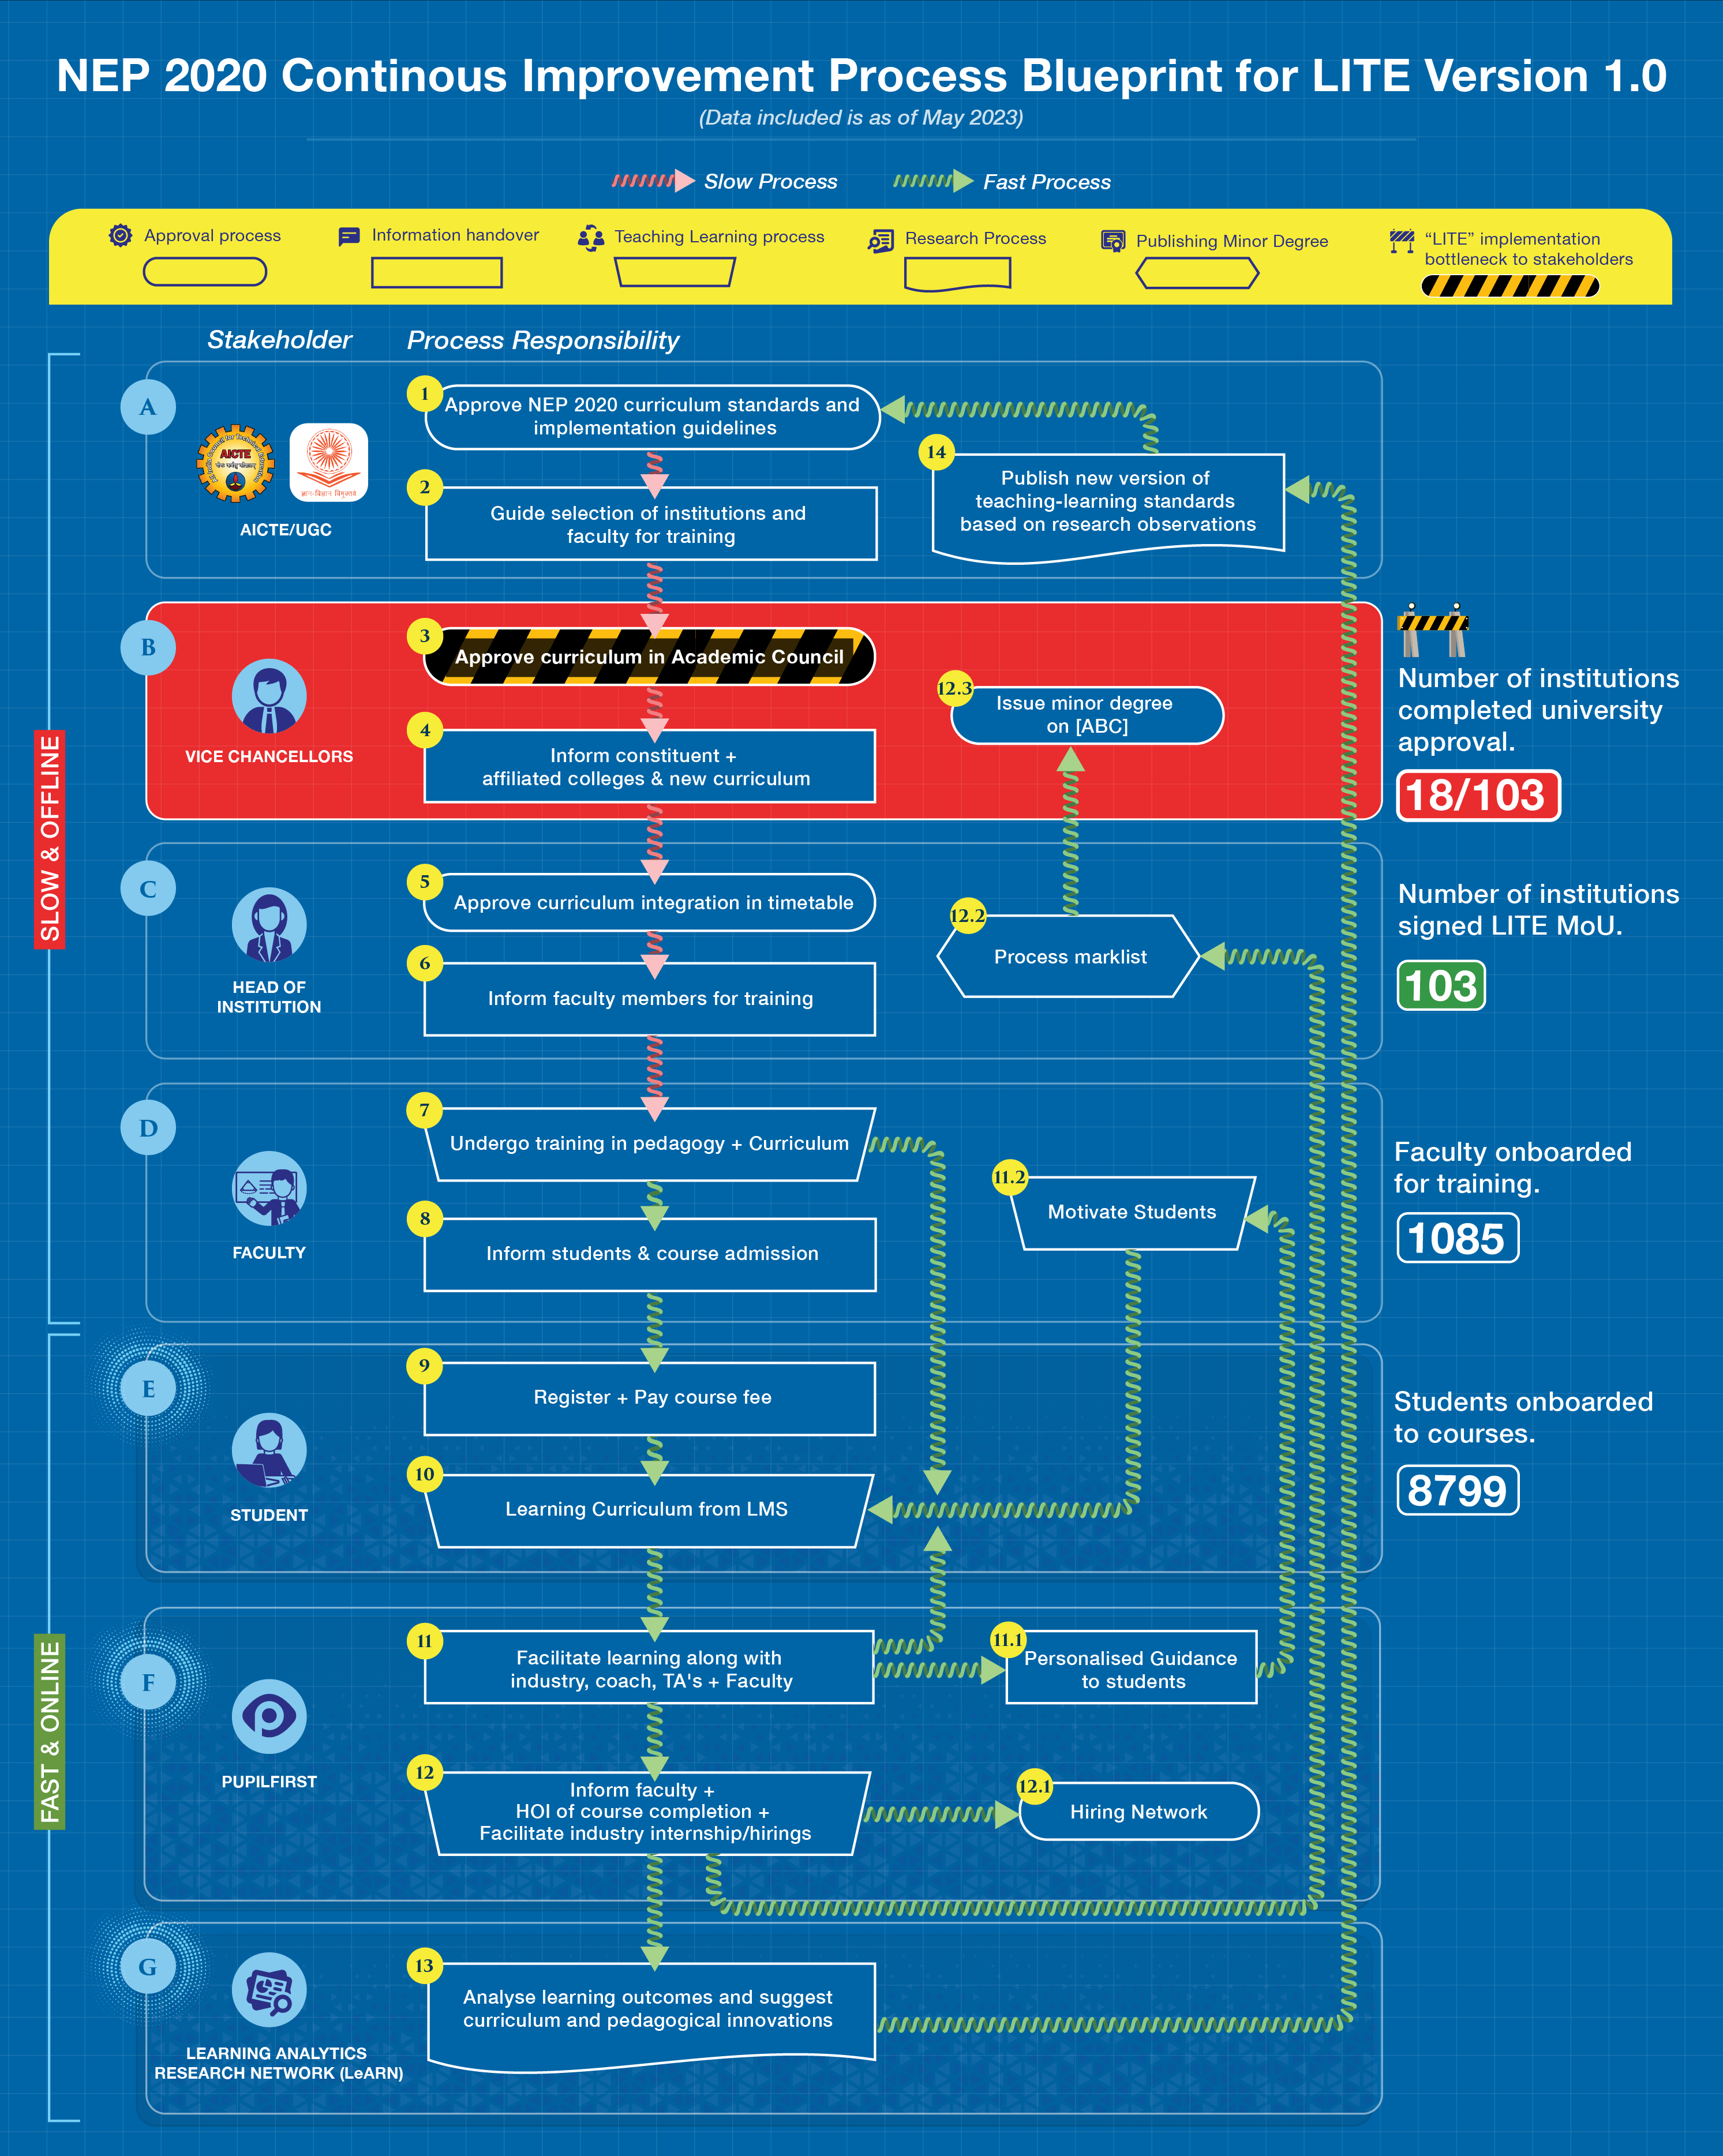 NEP 2020 Continous Improvement Process Blueprint for LITE Version 1.0
(Data included is as of May 2023)
Slow Process
Fast Process
Approval process
Information handover
Teaching Learning process
Research Process
Publishing Minor Degree
“LITE” implementation
bottleneck to stakeholders
Stakeholder
Process Responsibility
SLOW & OFFLINE
A
AICTE
ज्ञान-विज्ञान विमुक्तये
AICTE/UGC
1
Approve NEP 2020 curriculum standards and
implementation guidelines
2
Guide selection of institutions and
faculty for training
14
Publish new version of
teaching-learning standards
based on research observations
B
VICE CHANCELLORS
3
Approve curriculum in Academic Council
4
Inform constituent +
affiliated colleges & new curriculum
12.3
Issue minor degree
on [ABC]
Number of institutions
completed university
approval.
18/103
C
HEAD OF
INSTITUTION
5
Approve curriculum integration in timetable
6
Inform faculty members for training
12.2
Process marklist
Number of institutions
signed LITE MoU.
103
D
FACULTY
7
Undergo training in pedagogy + Curriculum
8
Inform students & course admission
11.2
Motivate Students
Faculty onboarded
for training.
1085
FAST & ONLINE
E
STUDENT
9
Register + Pay course fee
10
Learning Curriculum from LMS
Students onboarded
to courses.
8799
F
PUPILFIRST
11
Facilitate learning along with
industry, coach, TA's + Faculty
11.1
Personalised Guidance
to students
12
Inform faculty +
HOI of course completion +
Facilitate industry internship/hirings
12.1
Hiring Network
G
LEARNING ANALYTICS
RESEARCH NETWORK (LeARN)
13
Analyse learning outcomes and suggest
curriculum and pedagogical innovations